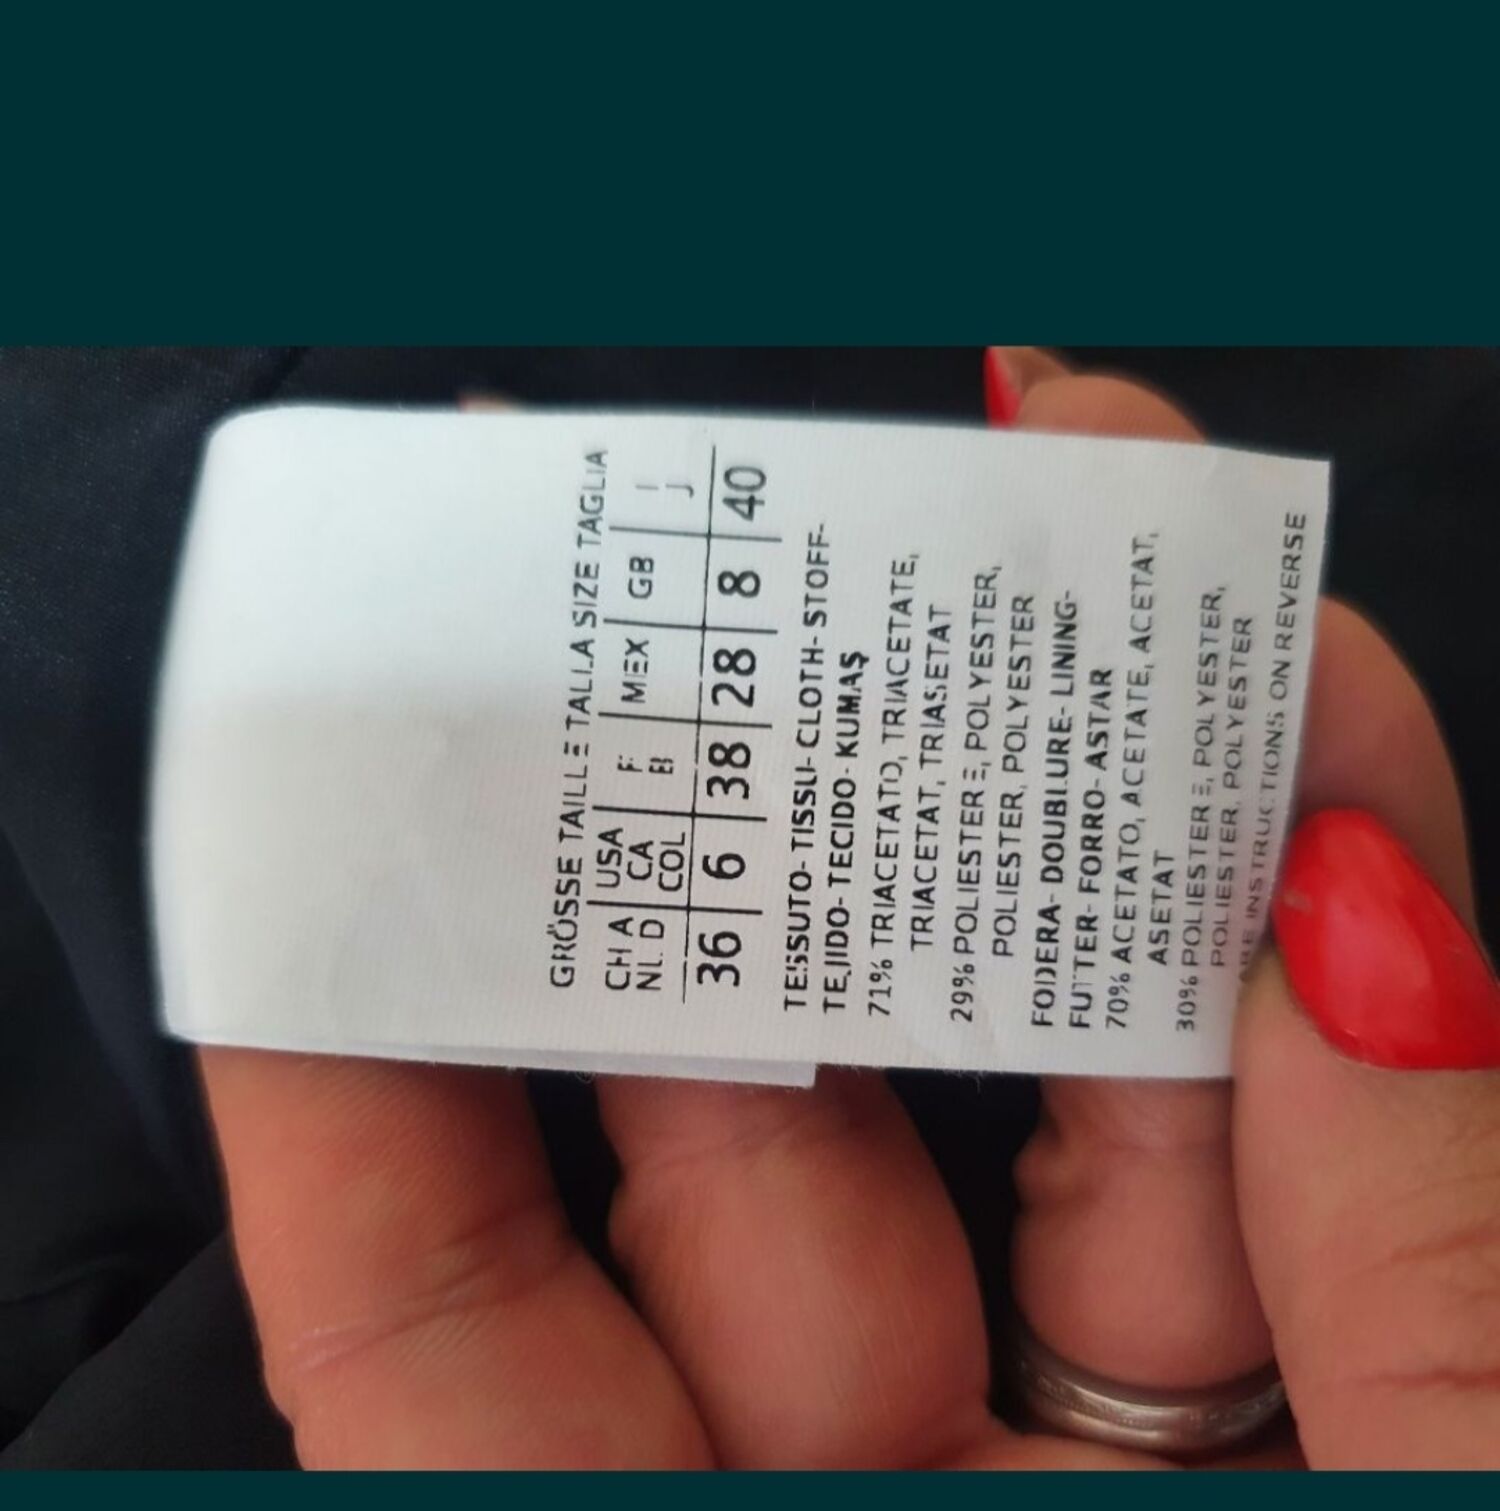 GRÖSSE TAILLE TALLA SIZE TAGLIA
CH A | USA | F | MEX | GB | I
NL D | CA | B | J
COL
36 | 6 | 38 | 28 | 8 | 40
TESSUTO- TISSU- CLOTH- STOFF-
TEJIDO- TECIDO- KUMAŞ
71% TRIACETATO, TRIACETATE,
TRIACETAT, TRIASETAT
29% POLIESTERE, POLYESTER,
POLIESTER, POLYESTER
FODERA- DOUBLURE- LINING-
FUTTER- FORRO- ASTAR
70% ACETATO, ACETATE, ACETAT,
ASETAT
30% POLIESTERE, POLYESTER,
POLIESTER, POLYESTER
INSTRUCTIONS ON REVERSE